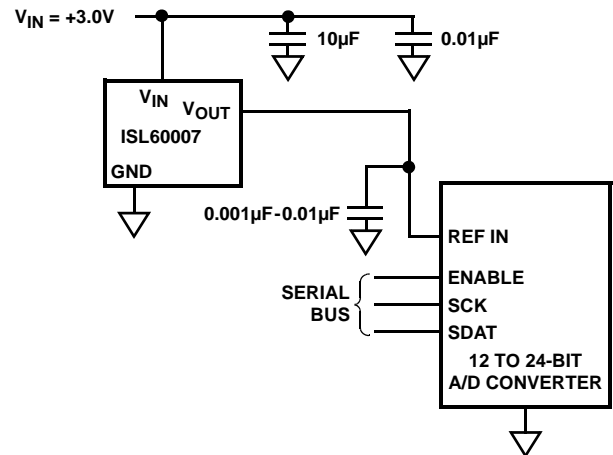 VIN = +3.0V
10µF
0.01µF
VIN
VOUT
ISL60007
GND
0.001µF-0.01µF
REF IN
SERIAL
BUS
ENABLE
SCK
SDAT
12 TO 24-BIT
A/D CONVERTER